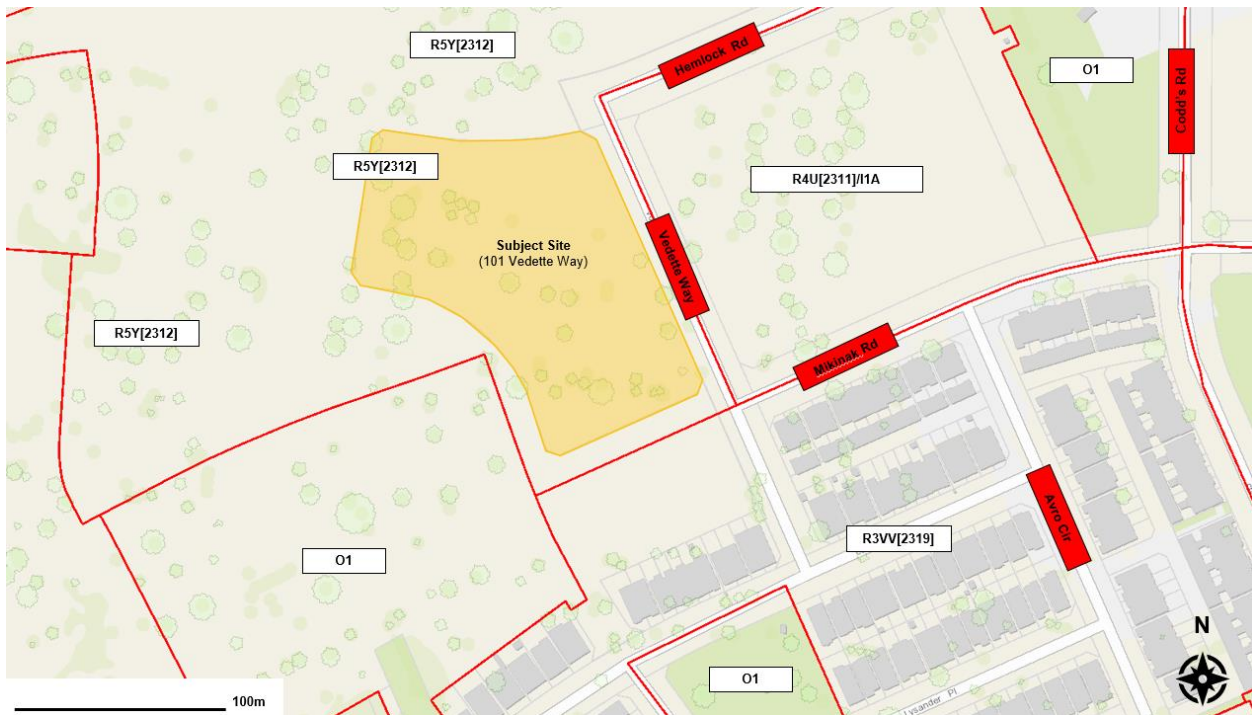 R5Y[2312]
Hemlock Rd
O1
Codd's Rd
R5Y[2312]
R4U[2311]/I1A
Subject Site
(101 Vedette Way)
Vedette Way
R5Y[2312]
Mikinak Rd
Avro Cir
R3VV[2319]
O1
N
O1
Lysander Pl
100m